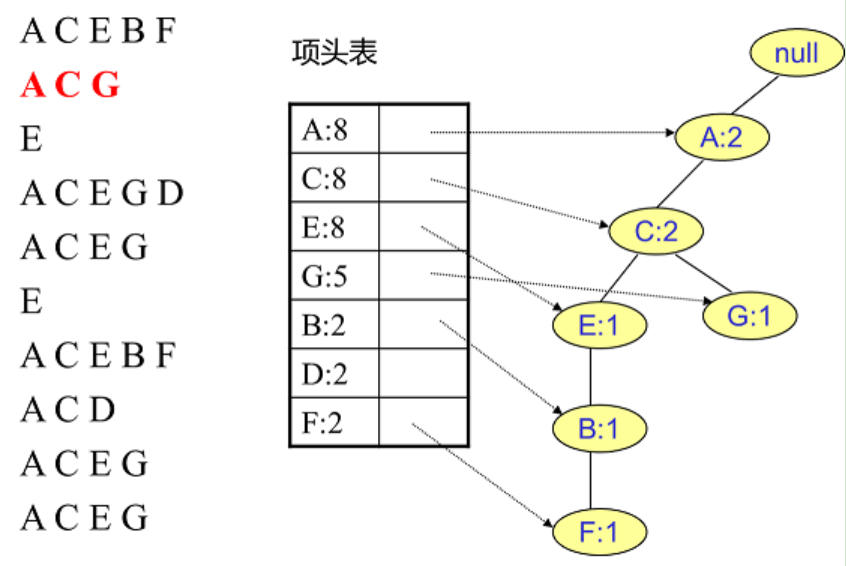 A C E B F
A C G
E
A C E G D
A C E G
E
A C E B F
A C D
A C E G
A C E G
项头表
A:8
C:8
E:8
G:5
B:2
D:2
F:2
null
A:2
C:2
E:1
G:1
B:1
F:1